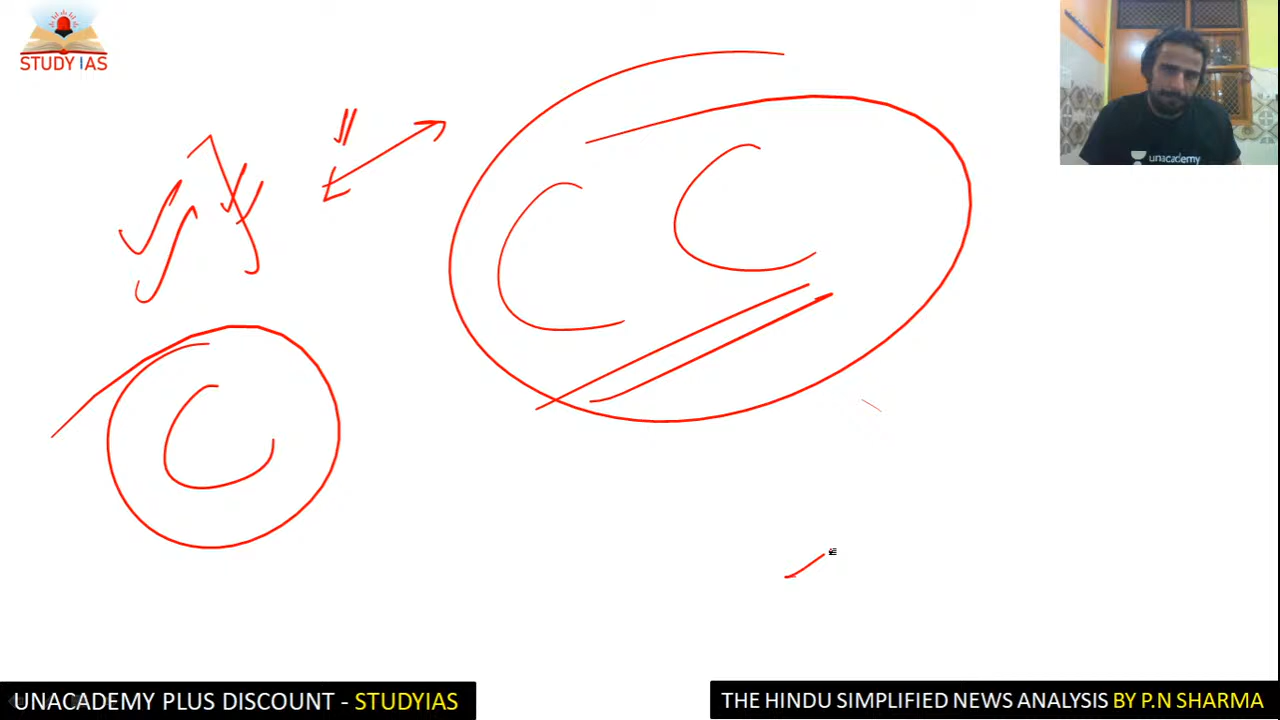 STUDY IAS
unacademy
UNACADEMY PLUS DISCOUNT - STUDYIAS
THE HINDU SIMPLIFIED NEWS ANALYSIS BY P.N SHARMA